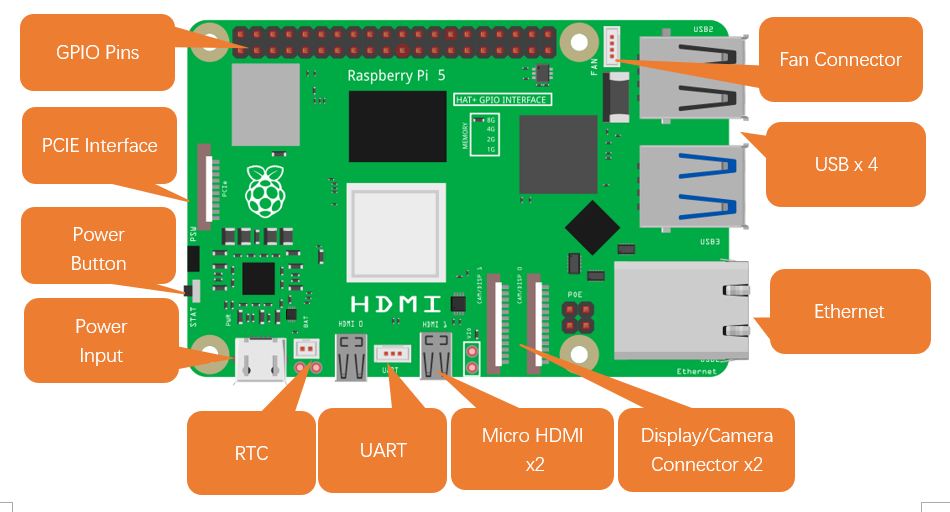 GPIO Pins
Fan Connector
PCIE Interface
USB x 4
Power
Button
Power
Input
Ethernet
RTC
UART
Micro HDMI
x2
Display/Camera
Connector x2
USB2
FAN
Raspberry Pi 5
HAT+ GPIO INTERFACE
MEMORY
8G
4G
2G
1G
PCIe
PSW
STAT
PWM
BAT
HDMI
HDMI 0
HDMI 1
UART
CAM/DISP 1
CAM/DISP 0
POE
USB3
Ethernet